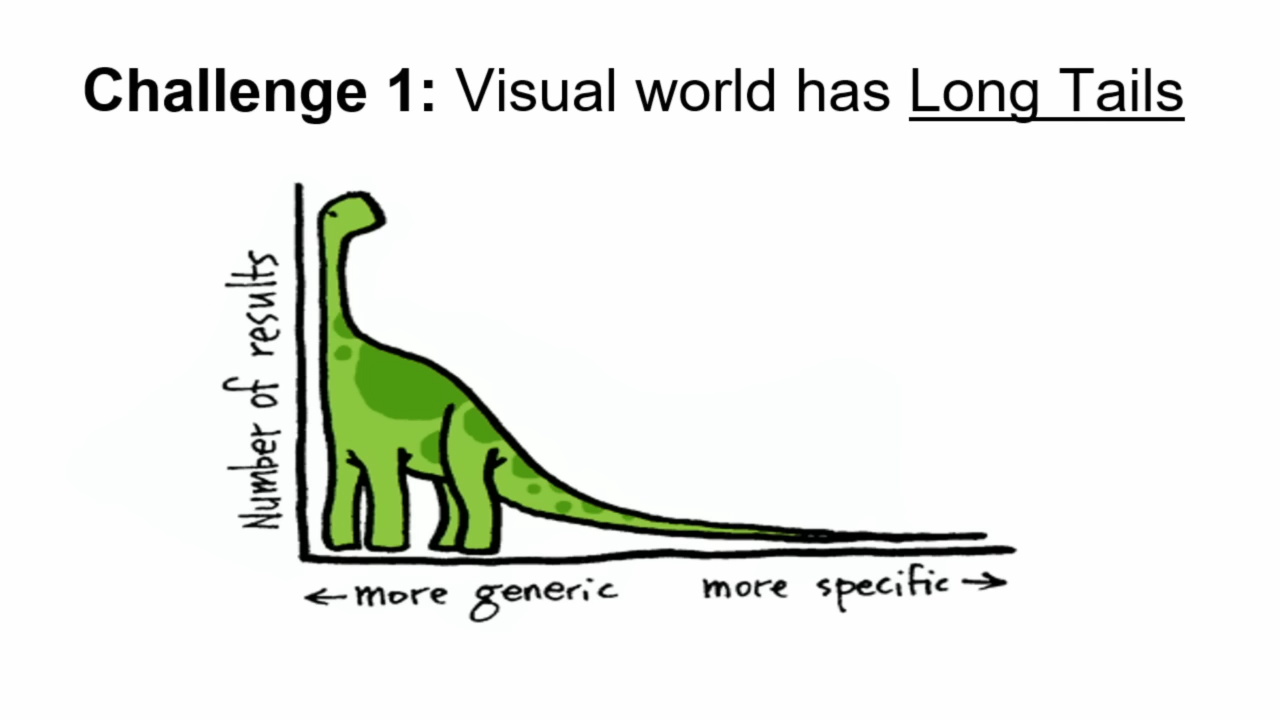 Challenge 1: Visual world has Long Tails
Number of results
← more generic
more specific →